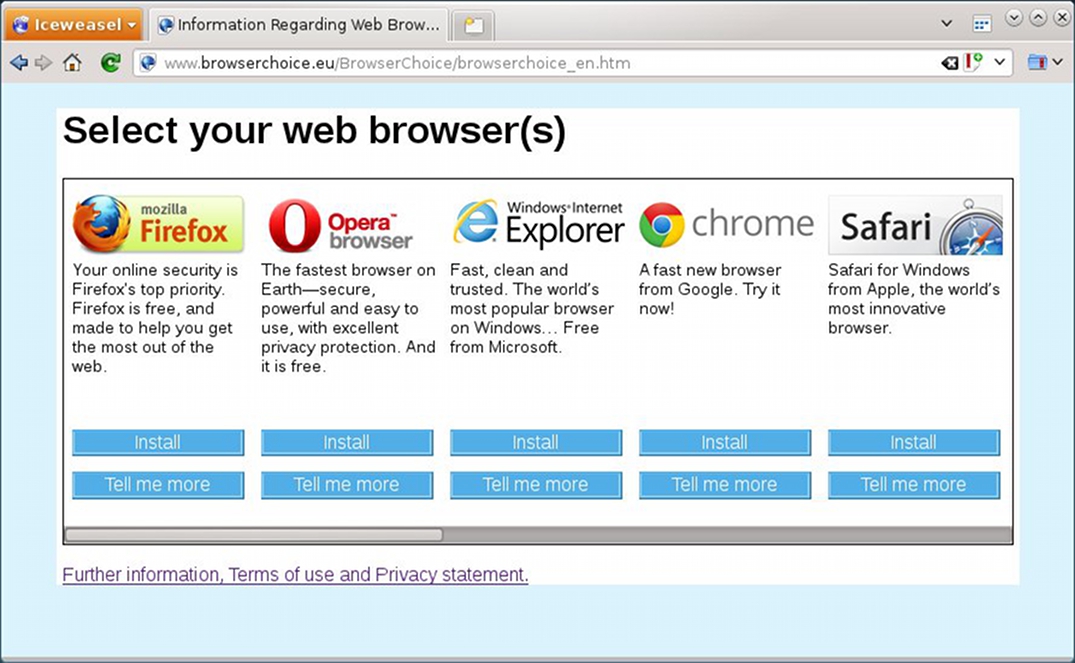 Iceweasel
Information Regarding Web Brow...
www.browserchoice.eu/BrowserChoice/browserchoice_en.htm
Select your web browser(s)
mozilla
Firefox
Your online security is
Firefox's top priority.
Firefox is free, and
made to help you get
the most out of the
web.
Install
Tell me more
Opera™
browser
The fastest browser on
Earth—secure,
powerful and easy to
use, with excellent
privacy protection. And
it is free.
Install
Tell me more
Windows Internet
Explorer
Fast, clean and
trusted. The world's
most popular browser
on Windows... Free
from Microsoft.
Install
Tell me more
chrome
A fast new browser
from Google. Try it
now!
Install
Tell me more
Safari
Safari for Windows
from Apple, the world's
most innovative
browser.
Install
Tell me more
Further information, Terms of use and Privacy statement.